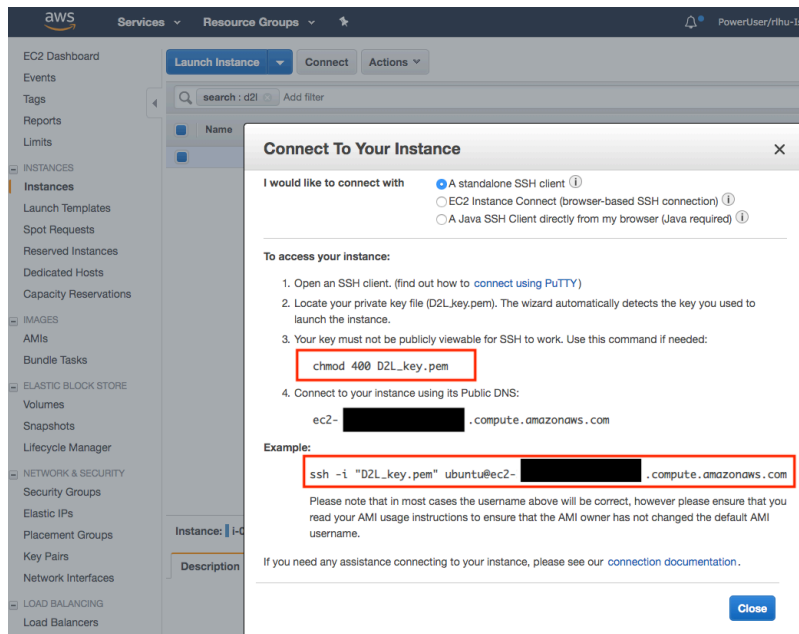 aws
Services
Resource Groups
PowerUser/rlhu-Is
EC2 Dashboard
Events
Tags
Reports
Limits
INSTANCES
Instances
Launch Templates
Spot Requests
Reserved Instances
Dedicated Hosts
Capacity Reservations
IMAGES
AMIs
Bundle Tasks
ELASTIC BLOCK STORE
Volumes
Snapshots
Lifecycle Manager
NETWORK & SECURITY
Security Groups
Elastic IPs
Placement Groups
Key Pairs
Network Interfaces
LOAD BALANCING
Load Balancers
Launch Instance
Connect
Actions
search : d2l
Add filter
Name
Instance: i-0
Description
Connect To Your Instance
I would like to connect with
A standalone SSH client
EC2 Instance Connect (browser-based SSH connection)
A Java SSH Client directly from my browser (Java required)
To access your instance:
1. Open an SSH client. (find out how to connect using PuTTY)
2. Locate your private key file (D2L_key.pem). The wizard automatically detects the key you used to
launch the instance.
3. Your key must not be publicly viewable for SSH to work. Use this command if needed:
chmod 400 D2L_key.pem
4. Connect to your instance using its Public DNS:
ec2- .compute.amazonaws.com
Example:
ssh -i "D2L_key.pem" ubuntu@ec2- .compute.amazonaws.com
Please note that in most cases the username above will be correct, however please ensure that you
read your AMI usage instructions to ensure that the AMI owner has not changed the default AMI
username.
If you need any assistance connecting to your instance, please see our connection documentation.
Close